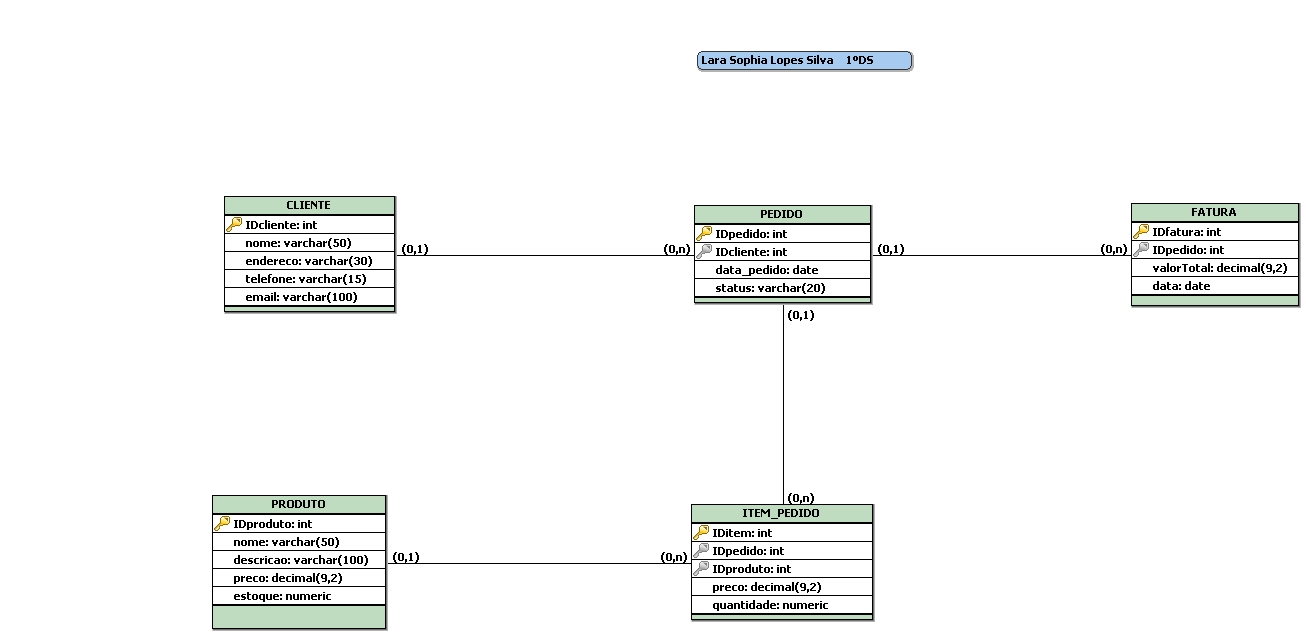 Lara Sophia Lopes Silva 1ºDS
CLIENTE
IDcliente: int
nome: varchar(50)
endereco: varchar(30)
telefone: varchar(15)
email: varchar(100)
(0,1)
(0,n)
PEDIDO
IDpedido: int
IDcliente: int
data_pedido: date
status: varchar(20)
(0,1)
(0,n)
FATURA
IDfatura: int
IDpedido: int
valorTotal: decimal(9,2)
data: date
(0,1)
(0,n)
PRODUTO
IDproduto: int
nome: varchar(50)
descricao: varchar(100)
preco: decimal(9,2)
estoque: numeric
(0,1)
(0,n)
ITEM_PEDIDO
IDitem: int
IDpedido: int
IDproduto: int
preco: decimal(9,2)
quantidade: numeric